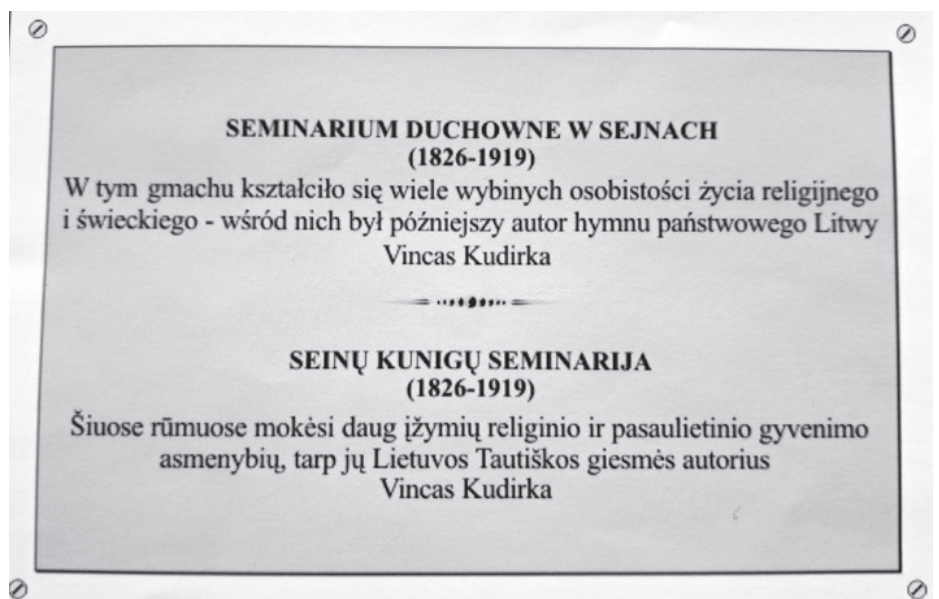 SEMINARIUM DUCHOWNE W SEJNACH
(1826-1919)
W tym gmachu kształciło się wiele wybinych osobistości życia religijnego
i świeckiego - wśród nich był późniejszy autor hymnu państwowego Litwy
Vincas Kudirka
SEINŲ KUNIGŲ SEMINARIJA
(1826-1919)
Šiuose rūmuose mokėsi daug įžymių religinio ir pasaulietinio gyvenimo
asmenybių, tarp jų Lietuvos Tautiškos giesmės autorius
Vincas Kudirka